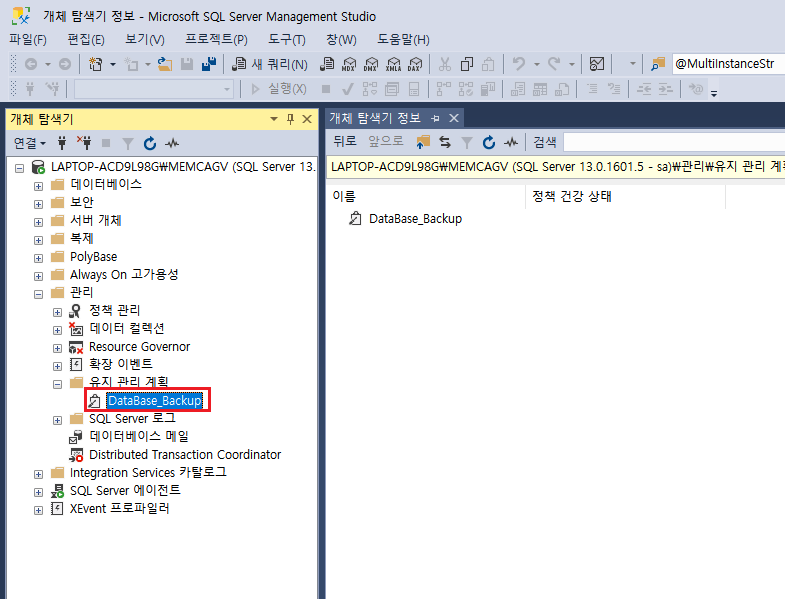 개체 탐색기 정보 - Microsoft SQL Server Management Studio
파일(F) 편집(E) 보기(V) 프로젝트(P) 도구(T) 창(W) 도움말(H)
새 쿼리(N) MDX DMX XMLA DAX @MultiInstanceStr
실행(X)
개체 탐색기
연결
LAPTOP-ACD9L98G₩MEMCAGV (SQL Server 13.
데이터베이스
보안
서버 개체
복제
PolyBase
Always On 고가용성
관리
정책 관리
데이터 컬렉션
Resource Governor
확장 이벤트
유지 관리 계획
DataBase_Backup
SQL Server 로그
데이터베이스 메일
Distributed Transaction Coordinator
Integration Services 카탈로그
SQL Server 에이전트
XEvent 프로파일러
개체 탐색기 정보
뒤로 앞으로 검색
LAPTOP-ACD9L98G₩MEMCAGV (SQL Server 13.0.1601.5 - sa)₩관리₩유지 관리 계획
이름 정책 건강 상태
DataBase_Backup